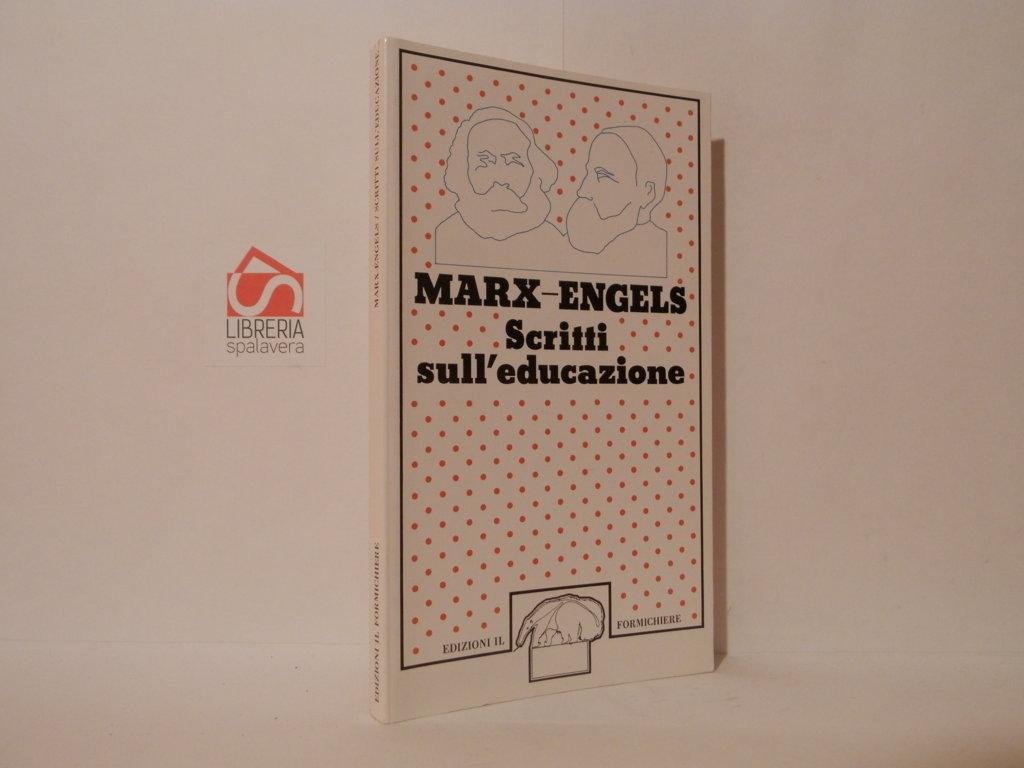 MARX-ENGELS
Scritti
sull'educazione
EDIZIONI IL
FORMICHIERE
MARX ENGELS / SCRITTI SULL'EDUCAZIONE
EDIZIONI IL FORMICHIERE
LIBRERIA
spalavera